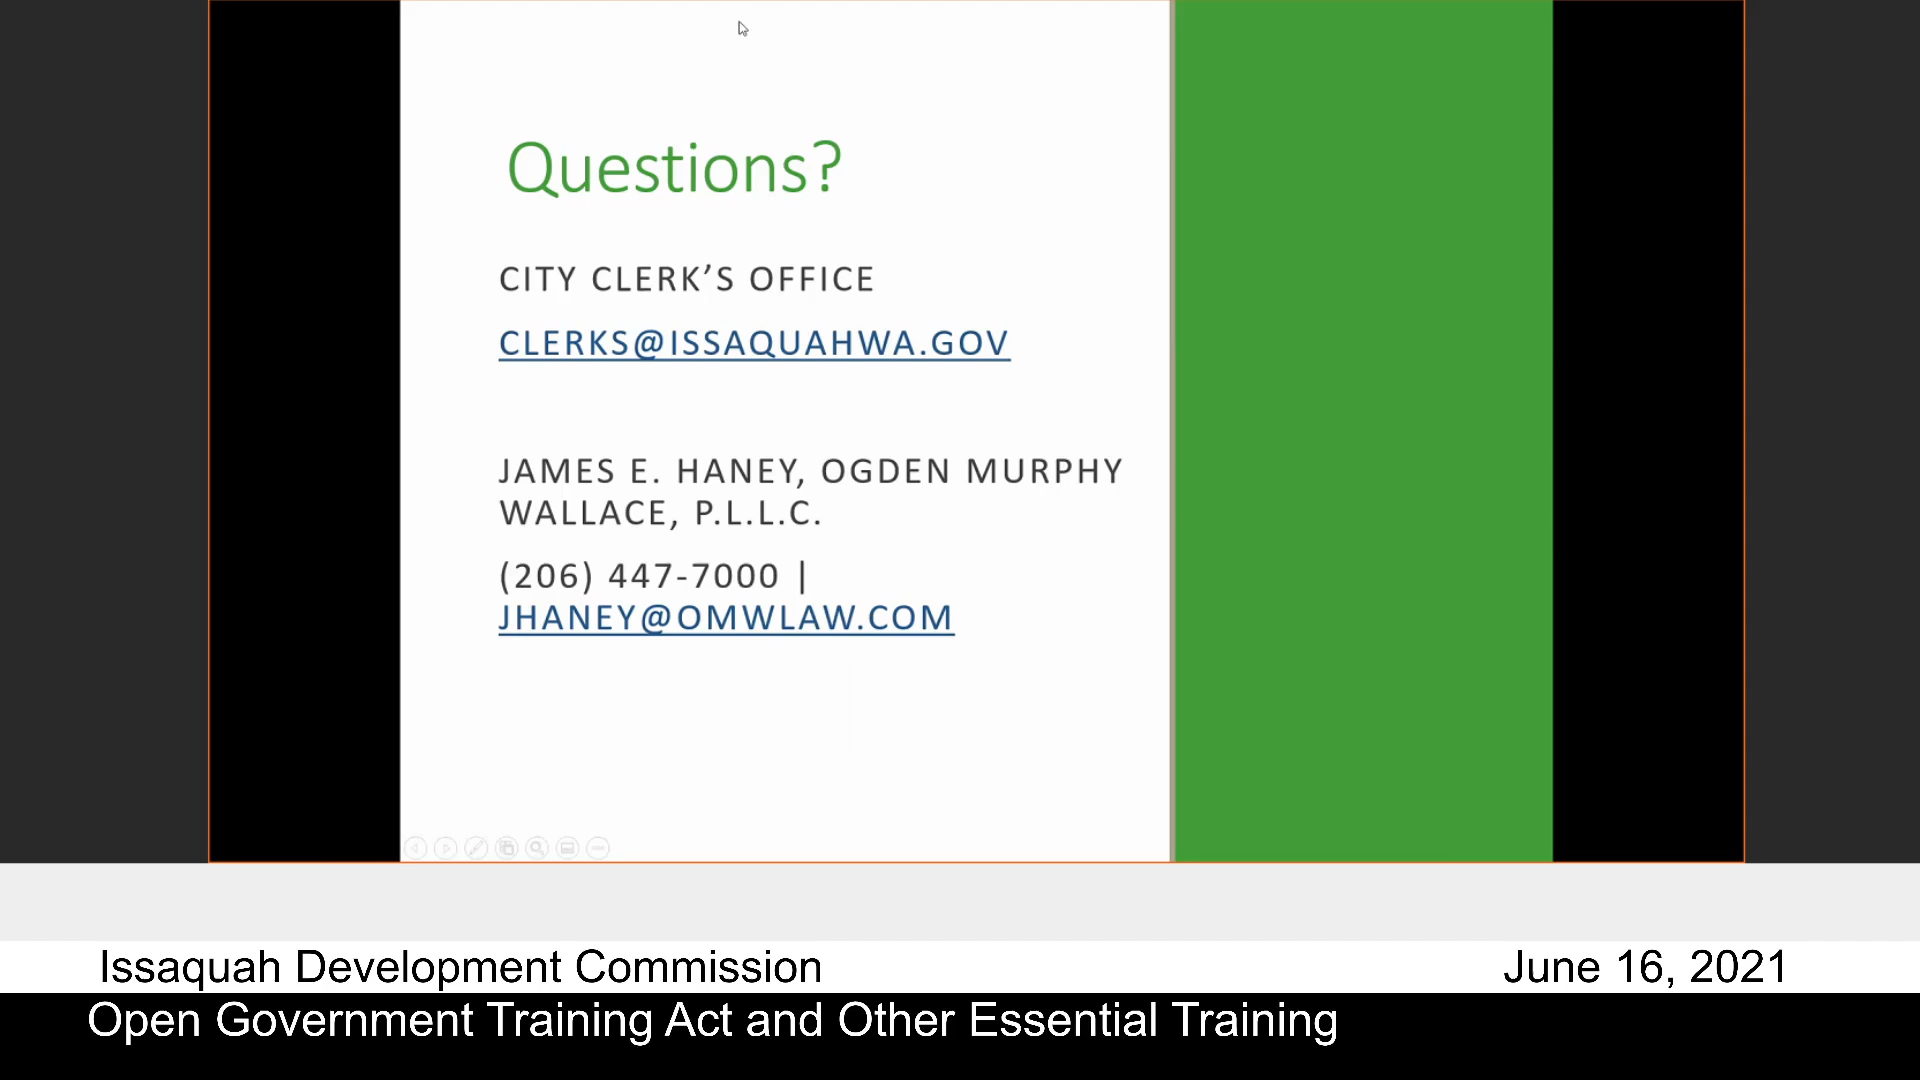 Questions?
CITY CLERK’S OFFICE
CLERKS@ISSAQUAHWA.GOV
JAMES E. HANEY, OGDEN MURPHY
WALLACE, P.L.L.C.
(206) 447-7000 |
JHANEY@OMWLAW.COM
Issaquah Development Commission
June 16, 2021
Open Government Training Act and Other Essential Training